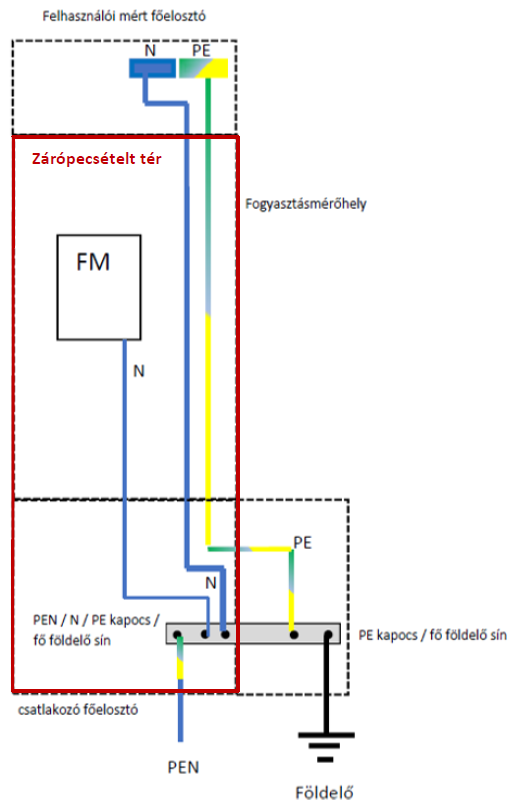 Felhasználói mért főelosztó
N
PE
Zárópecsételt tér
Fogyasztásmérőhely
FM
N
PE
N
PEN / N / PE kapocs /
fő földelő sín
PE kapocs / fő földelő sín
csatlakozó főelosztó
PEN
Földelő